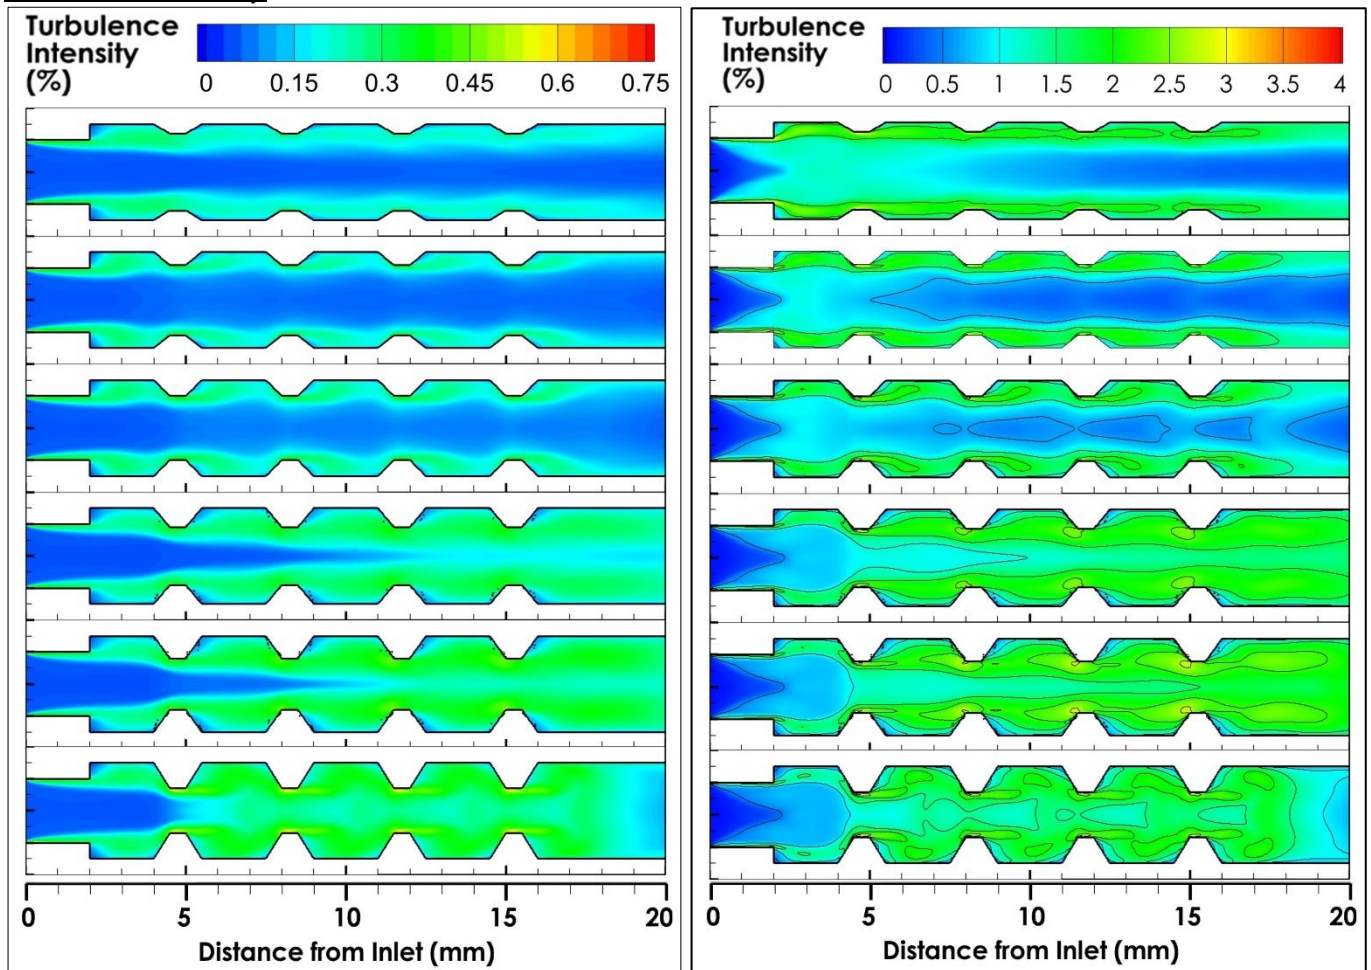 Turbulence
Intensity
(%)
0 0.15 0.3 0.45 0.6 0.75
0 5 10 15 20
Distance from Inlet (mm)
Turbulence
Intensity
(%)
0 0.5 1 1.5 2 2.5 3 3.5 4
0 5 10 15 20
Distance from Inlet (mm)